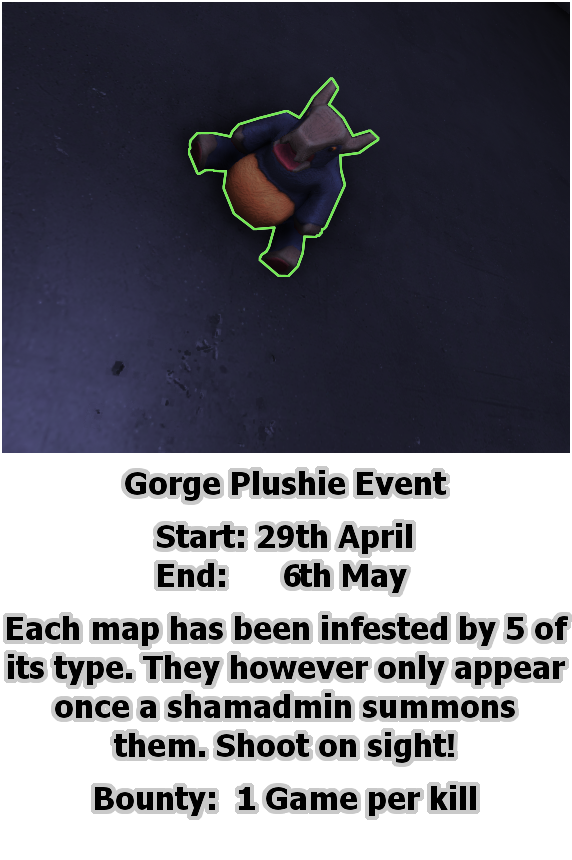 Gorge Plushie Event
Start: 29th April
End: 6th May
Each map has been infested by 5 of
its type. They however only appear
once a shamadmin summons
them. Shoot on sight!
Bounty: 1 Game per kill